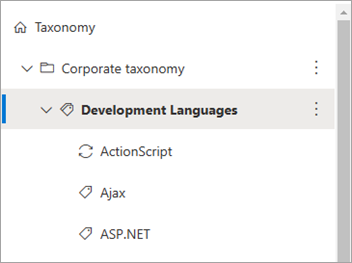 Taxonomy
Corporate taxonomy
Development Languages
ActionScript
Ajax
ASP.NET